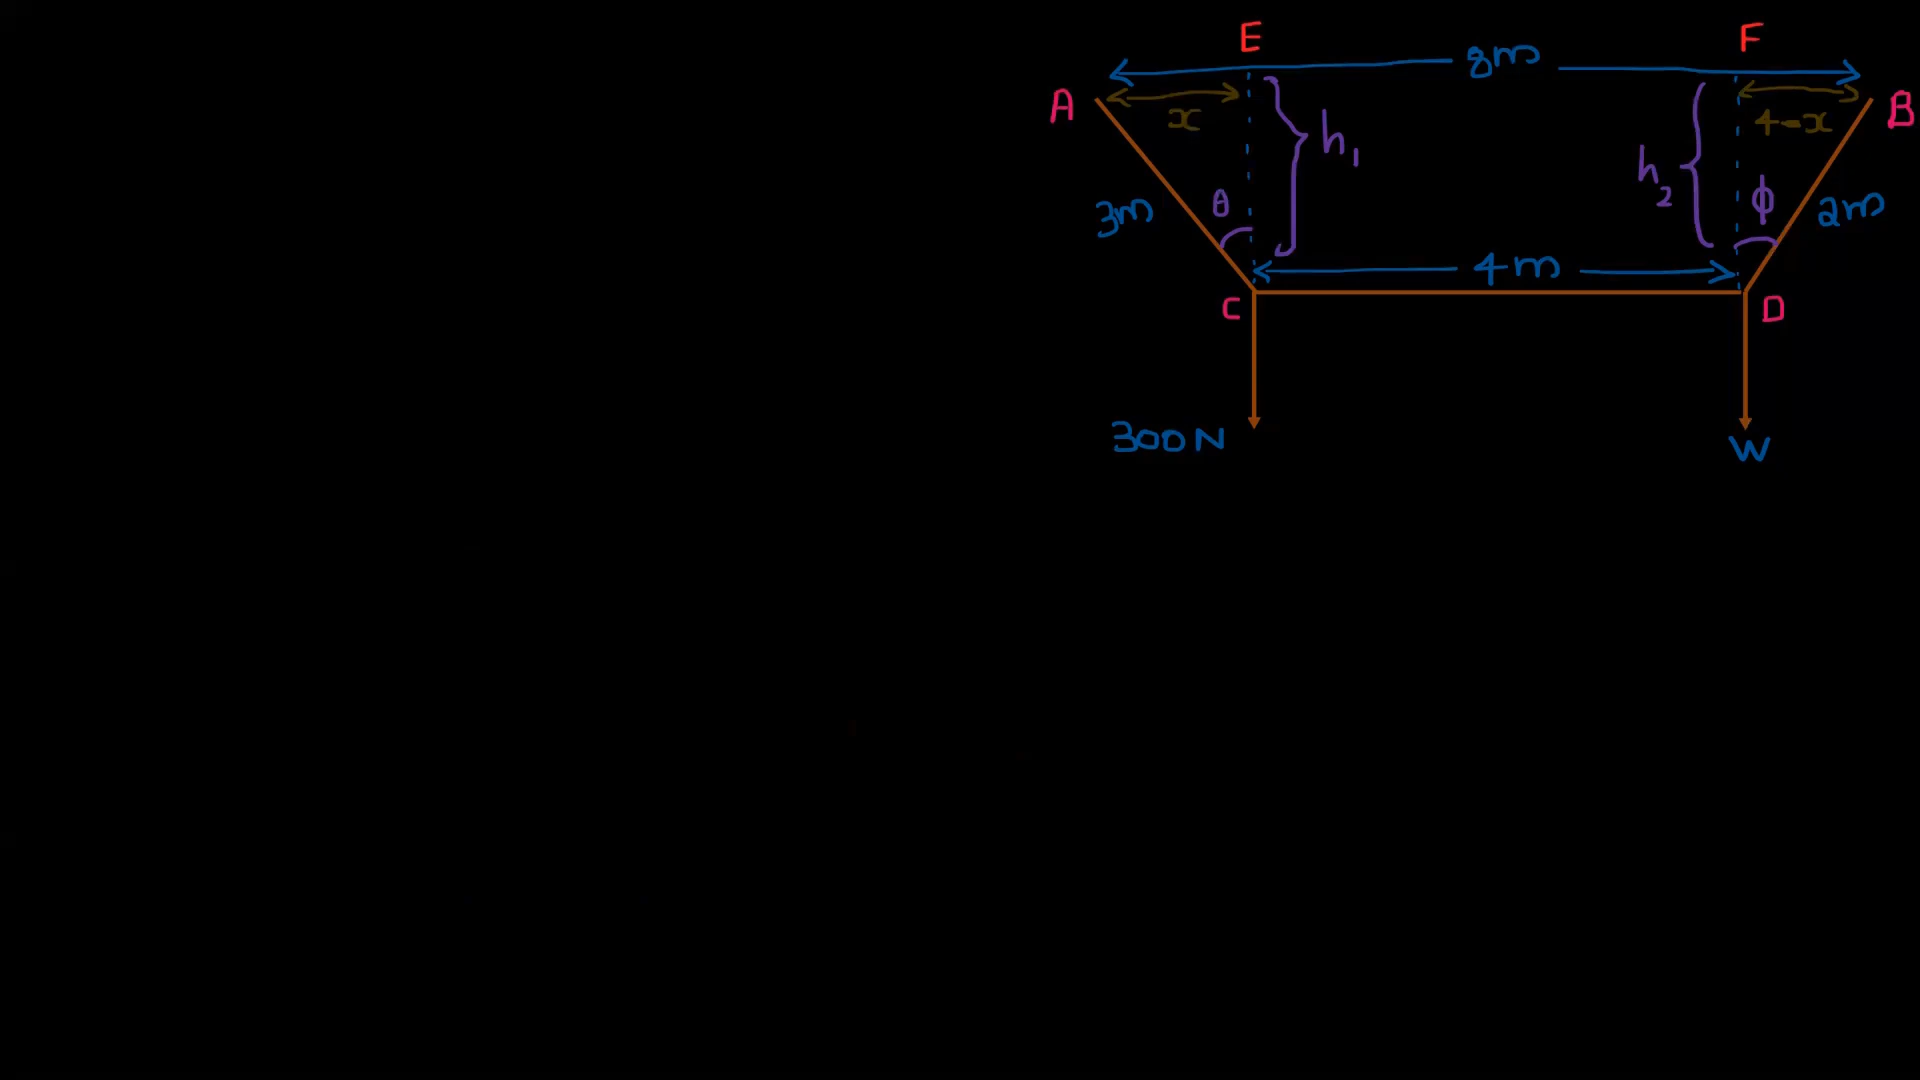 E F
8m
A x h₁ h₂ 4-x B
3m θ ϕ 2m
4m
C D
300N W